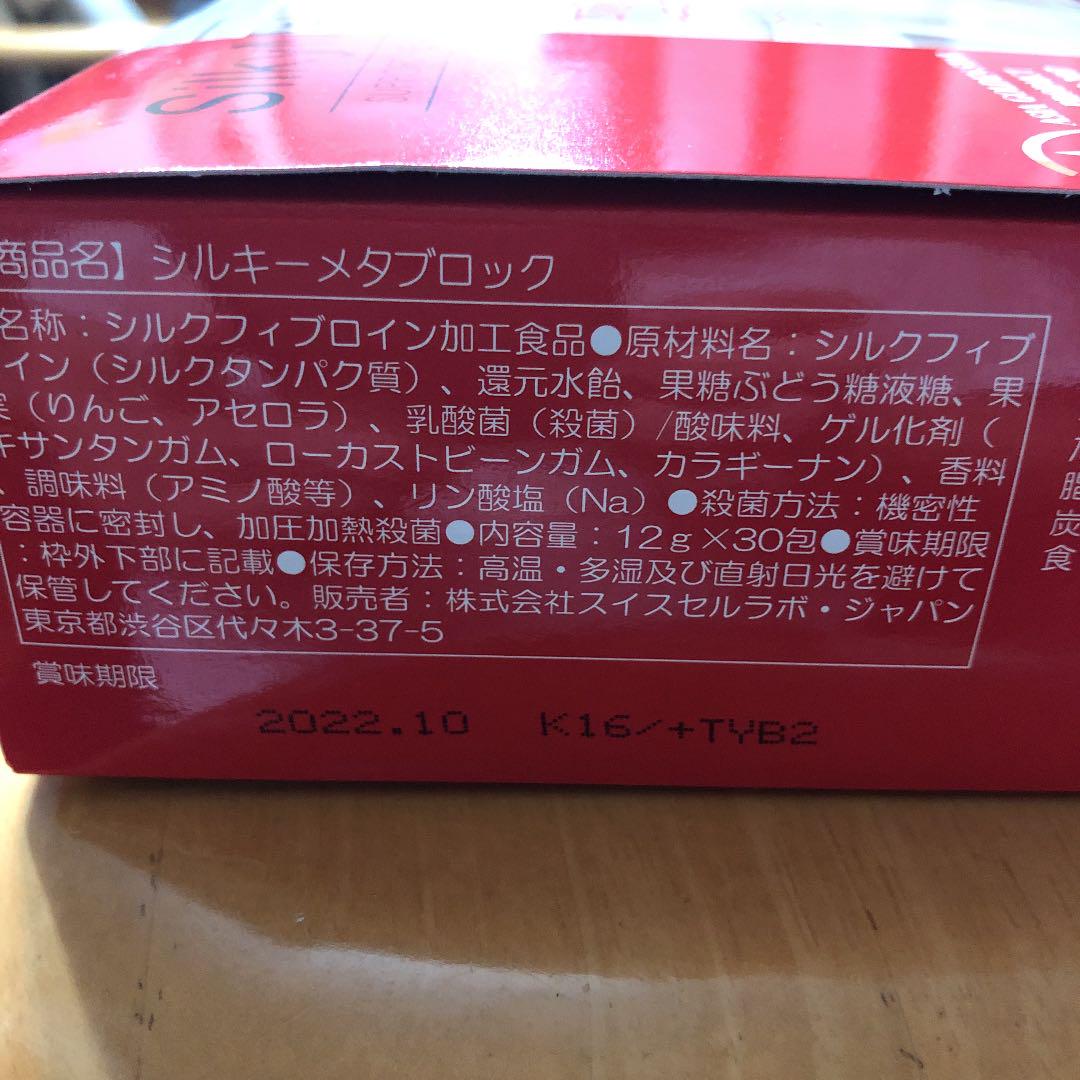 商品名】シルキーメタブロック
名称：シルクフィブロイン加工食品●原材料名：シルクフィブ
イン（シルクタンパク質）、還元水飴、果糖ぶどう糖液糖、果
実（りんご、アセロラ）、乳酸菌（殺菌）/酸味料、ゲル化剤（
キサンタンガム、ローカストビーンガム、カラギーナン）、香料
、調味料（アミノ酸等）、リン酸塩（Na）●殺菌方法：機密性
容器に密封し、加圧加熱殺菌●内容量：12g×30包●賞味期限
：枠外下部に記載●保存方法：高温・多湿及び直射日光を避けて
保管してください。販売者：株式会社スイスセルラボ・ジャパン
東京都渋谷区代々木3-37-5
賞味期限
2022.10 K16/+TYB2
脂
炭
食